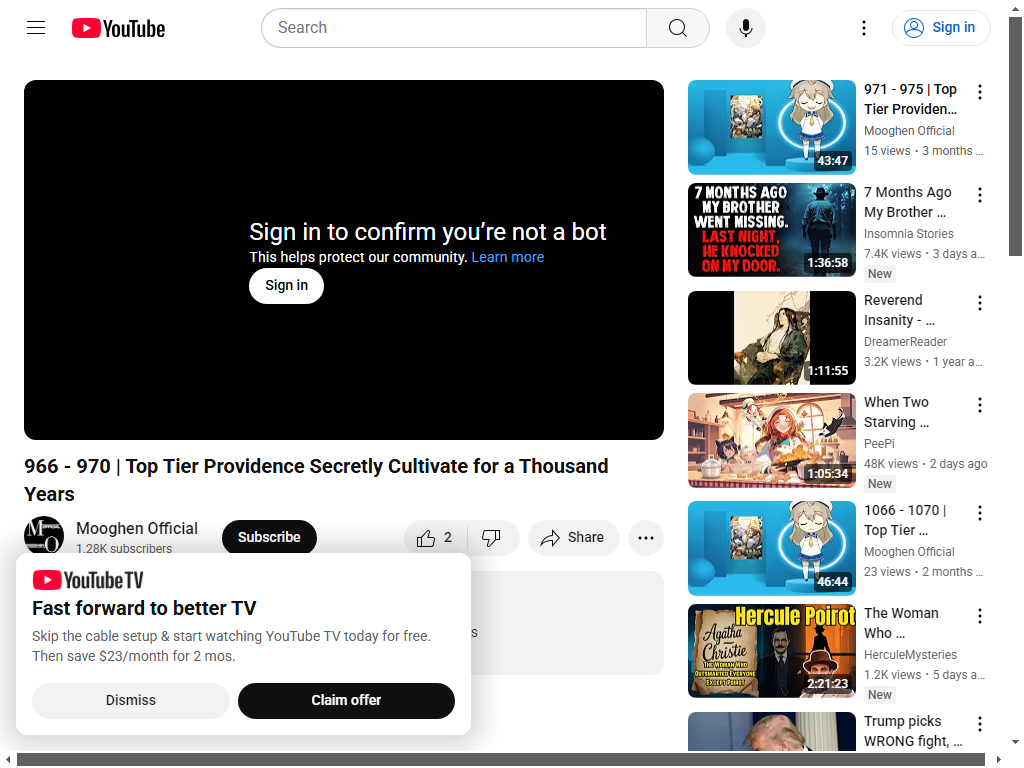 YouTube
Search
Sign in
Sign in to confirm you’re not a bot
This helps protect our community. Learn more
Sign in
966 - 970 | Top Tier Providence Secretly Cultivate for a Thousand
Years
Mooghen Official
1.28K subscribers
Subscribe
2
Share
s
YouTube TV
Fast forward to better TV
Skip the cable setup & start watching YouTube TV today for free.
Then save $23/month for 2 mos.
Dismiss
Claim offer
43:47
971 - 975 | Top
Tier Providen…
Mooghen Official
15 views • 3 months …
7 MONTHS AGO
MY BROTHER
WENT MISSING.
LAST NIGHT,
HE KNOCKED
ON MY DOOR.
1:36:58
7 Months Ago
My Brother …
Insomnia Stories
7.4K views • 3 days a…
New
1:11:55
Reverend
Insanity - …
DreamerReader
3.2K views • 1 year a…
1:05:34
When Two
Starving …
PeePi
48K views • 2 days ago
New
46:44
1066 - 1070 |
Top Tier …
Mooghen Official
23 views • 2 months …
Hercule Poirot
Agatha
Christie
THE WOMAN WHO
OUTSMARTED EVERYONE
EXCEPT POIROT
2:21:23
The Woman
Who …
HerculeMysteries
1.2K views • 5 days a…
New
Trump picks
WRONG fight, …